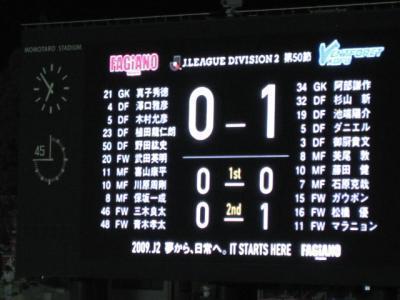 MOMOTARO STADIUM
FAGIANO J.LEAGUE DIVISION 2 第50節 VENTFORET KOFU
21 GK 真子秀徳
4 DF 澤口雅彦
5 DF 木村允彦
23 DF 植田龍仁朗
50 DF 野田紘史
20 FW 武田英明
11 MF 喜山康平
10 MF 川原周剛
8 MF 保坂一成
46 FW 三木良太
48 FW 青木孝太
0 - 1
0 1st 0
0 2nd 1
34 GK 阿部謙作
32 DF 杉山 新
19 DF 池端陽介
5 DF ダニエル
3 DF 御厨貴文
8 MF 美尾 敦
10 MF 藤田 健
7 MF 石原克哉
15 FW ガウボン
16 FW 松橋 優
11 FW マラニョン
45
2009.J2 夢から、日常へ。IT STARTS HERE FAGIANO